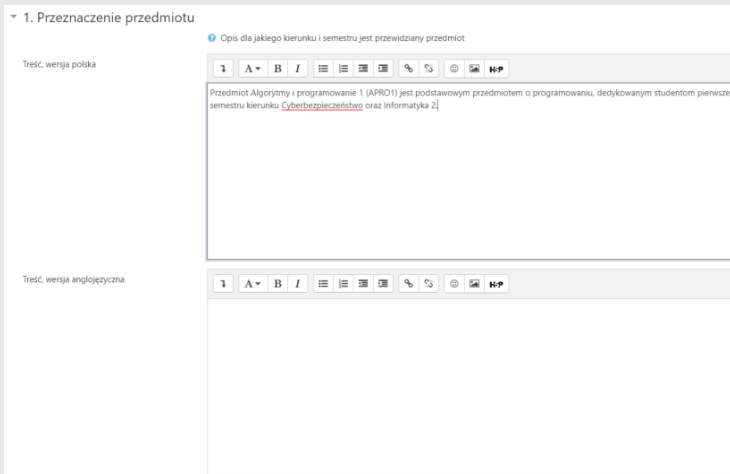 1. Przeznaczenie przedmiotu
Opis dla jakiego kierunku i semestru jest przewidziany przedmiot
Treść, wersja polska
A B I H-P
Przedmiot Algorytmy i programowanie 1 (APRO1) jest podstawowym przedmiotem o programowaniu, dedykowanym studentom pierwsze
semestru kierunku Cyberbezpieczeństwo oraz Informatyka 2.
Treść, wersja anglojęzyczna
A B I H-P